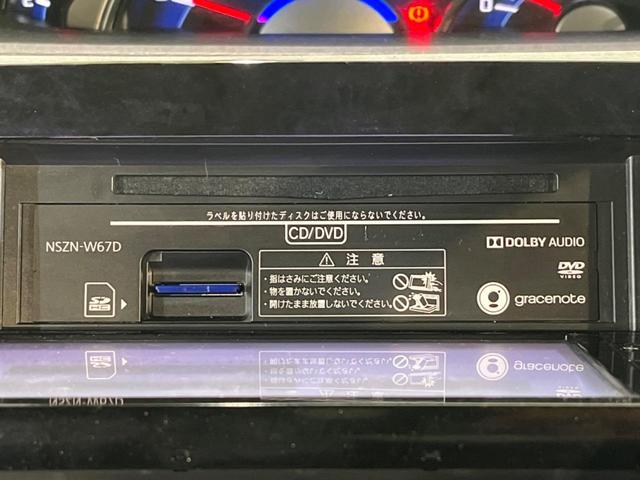 E
0
ラベルを貼り付けたディスクはご使用にならないでください。
CD/DVD
NSZN-W67D
SD
HC
注意
・指はさみにご注意ください。
・物を置かないでください。
・開けたまま放置しないでください。
DOLBY AUDIO
DVD
VIDEO
gracenote